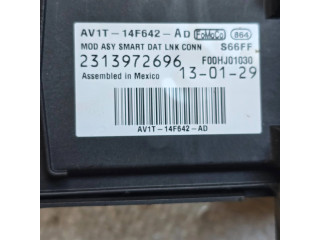 AV1T-14F642-AD FoMoCo 864
MOD ASY SMART DAT LNK CONN S66FF
2313972696 F00HJ01030
Assembled in Mexico 13-01-29
AV1T-14F642-AD